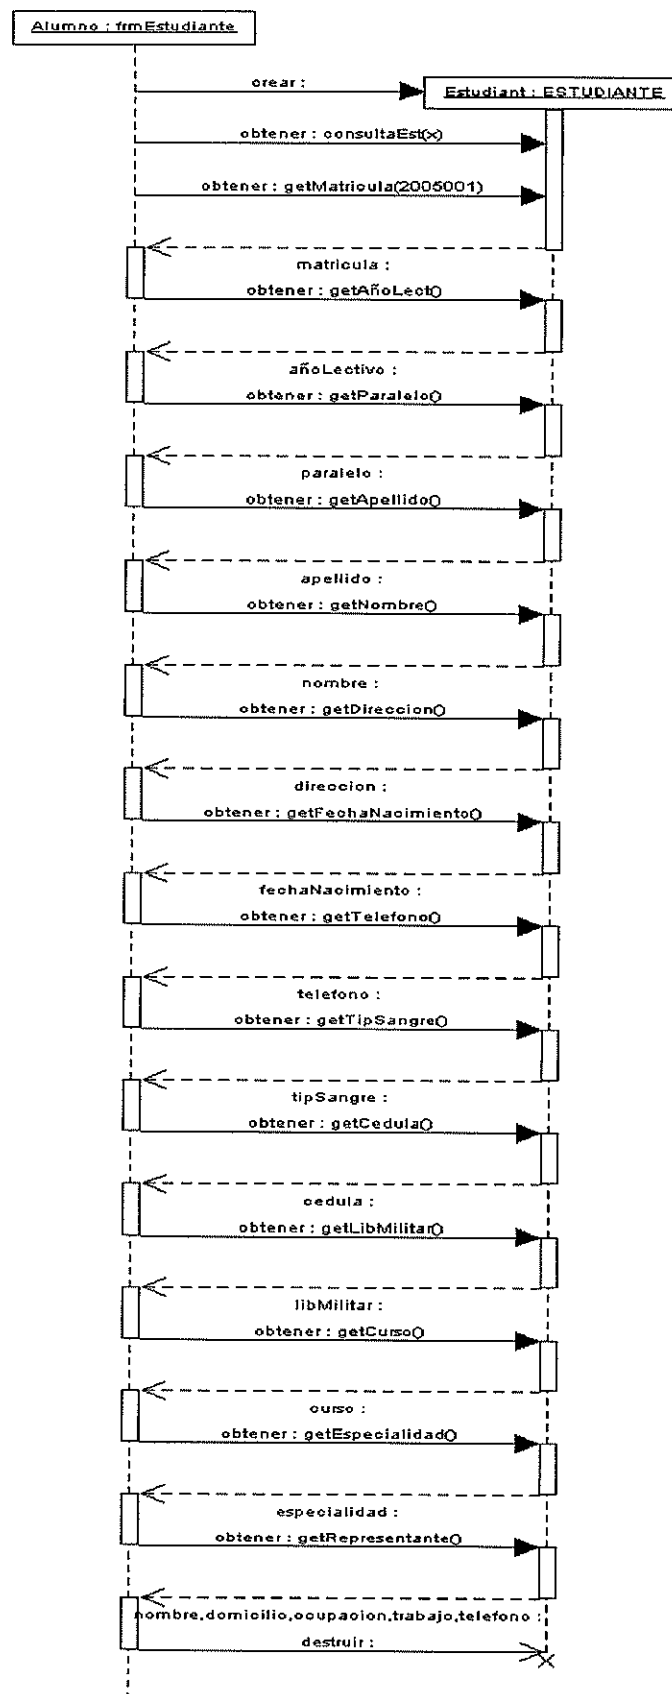 Alumno : frmEstudiante
crear :
Estudiant : ESTUDIANTE
obtener : consultaEst(x)
obtener : getMatricula(2005001)
matricula :
obtener : getAñoLect()
añoLectivo :
obtener : getParalelo()
paralelo :
obtener : getApellido()
apellido :
obtener : getNombre()
nombre :
obtener : getDireccion()
direccion :
obtener : getFechaNacimiento()
fechaNacimiento :
obtener : getTelefono()
telefono :
obtener : getTipSangre()
tipSangre :
obtener : getCedula()
cedula :
obtener : getLibMilitar()
libMilitar :
obtener : getCurso()
curso :
obtener : getEspecialidad()
especialidad :
obtener : getRepresentante()
nombre,domicilio,ocupacion,trabajo,telefono :
destruir :